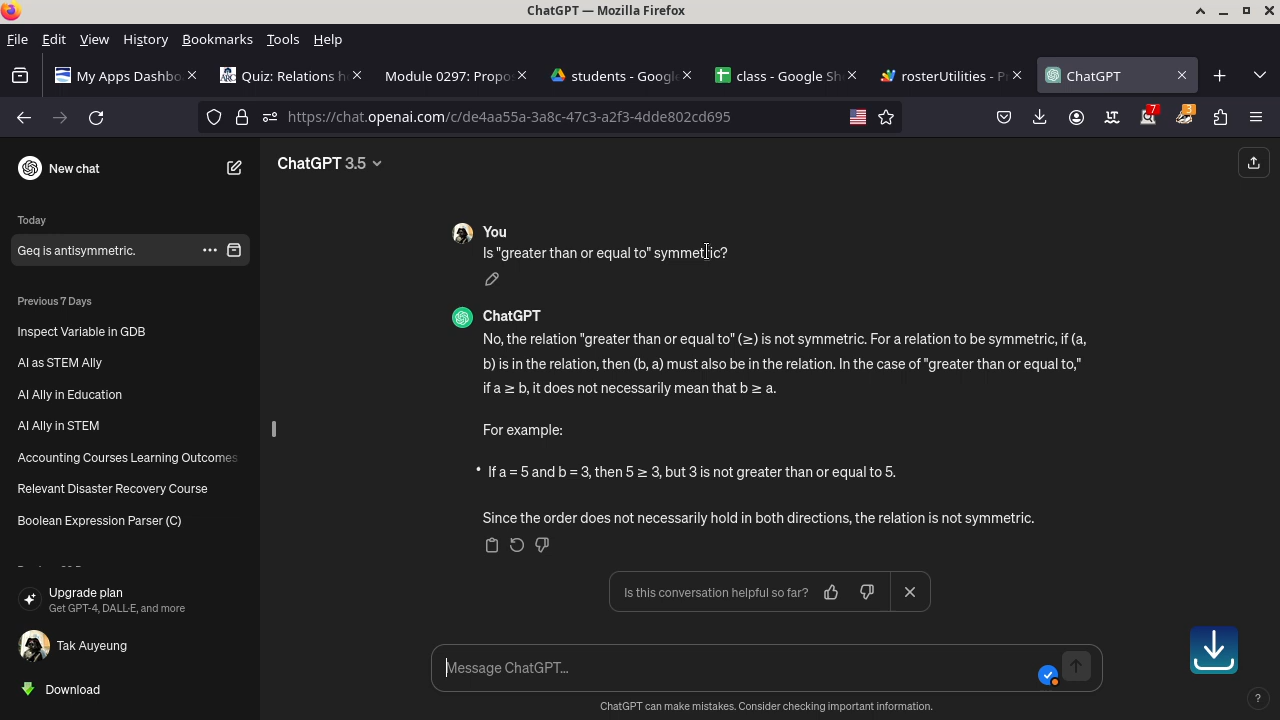 ChatGPT — Mozilla Firefox
File Edit View History Bookmarks Tools Help
My Apps Dashbo
Quiz: Relations h
Module 0297: Propo
students - Google
class - Google She
rosterUtilities - P
ChatGPT
https://chat.openai.com/c/de4aa55a-3a8c-47c3-a2f3-4dde802cd695
7
3
New chat
Today
Geq is antisymmetric.
Previous 7 Days
Inspect Variable in GDB
AI as STEM Ally
AI Ally in Education
AI Ally in STEM
Accounting Courses Learning Outcomes
Relevant Disaster Recovery Course
Boolean Expression Parser (C)
Upgrade plan
Get GPT-4, DALL·E, and more
Tak Auyeung
Download
ChatGPT 3.5
You
Is "greater than or equal to" symmetric?
ChatGPT
No, the relation "greater than or equal to" (≥) is not symmetric. For a relation to be symmetric, if (a,
b) is in the relation, then (b, a) must also be in the relation. In the case of "greater than or equal to,"
if a ≥ b, it does not necessarily mean that b ≥ a.
For example:
• If a = 5 and b = 3, then 5 ≥ 3, but 3 is not greater than or equal to 5.
Since the order does not necessarily hold in both directions, the relation is not symmetric.
Is this conversation helpful so far?
Message ChatGPT…
ChatGPT can make mistakes. Consider checking important information.
?